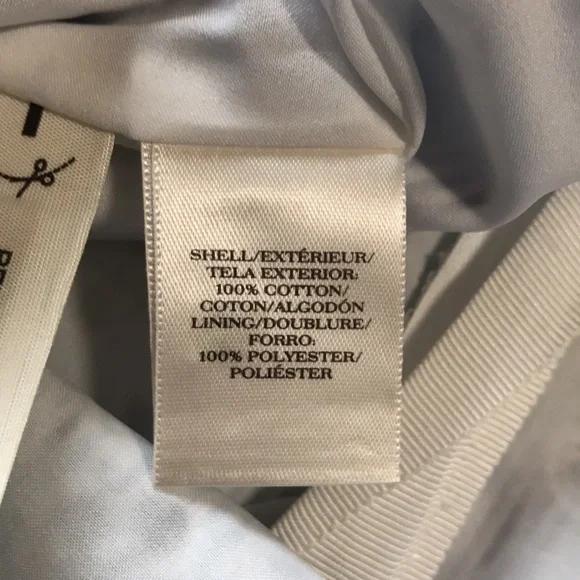 SHELL/EXTÉRIEUR/
TELA EXTERIOR:
100% COTTON/
COTON/ALGODÓN
LINING/DOUBLURE/
FORRO:
100% POLYESTER/
POLIÉSTER